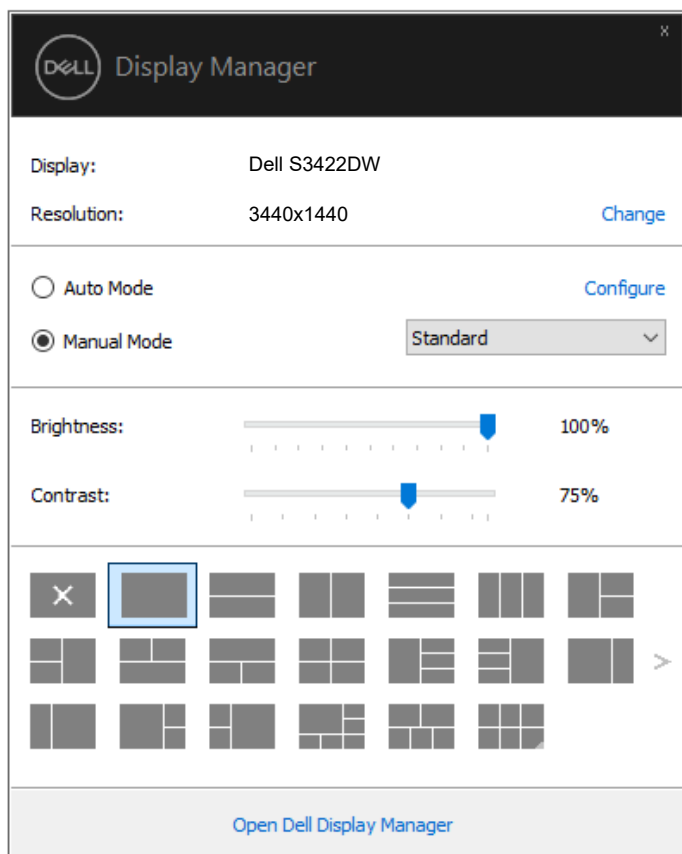 x
DELL Display Manager
Display: Dell S3422DW
Resolution: 3440x1440 Change
Auto Mode Configure
Manual Mode Standard
Brightness: 100%
Contrast: 75%
Open Dell Display Manager